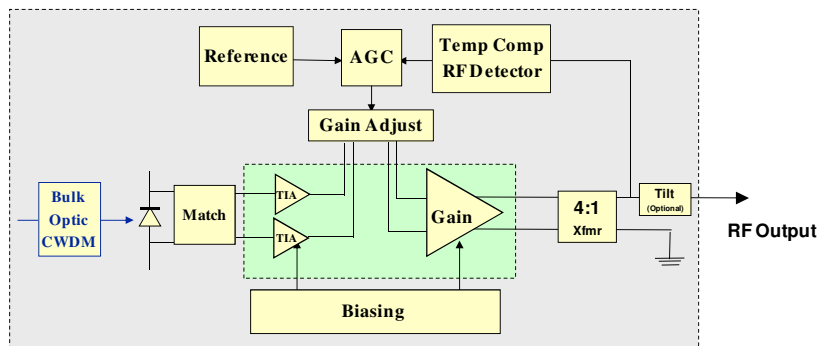 Reference
AGC
Temp Comp
RF Detector
Gain Adjust
Bulk
Optic
CWDM
Match
TIA
TIA
Gain
4:1
Xfmr
Tilt
(Optional)
RF Output
Biasing